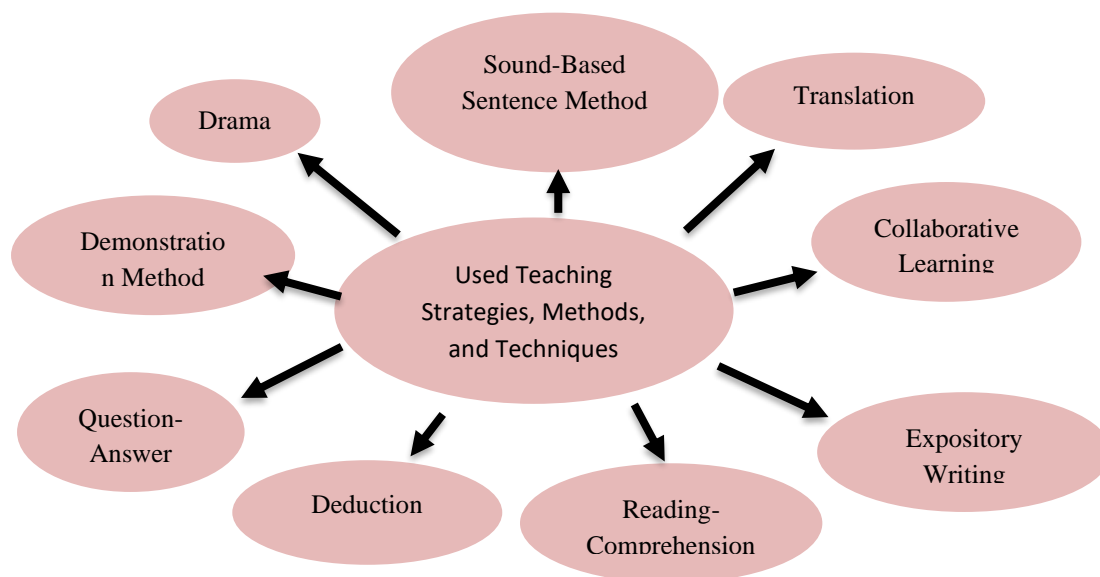 Sound-Based
Sentence Method
Translation
Drama
Demonstratio
n Method
Collaborative
Learning
Used Teaching
Strategies, Methods,
and Techniques
Question-
Answer
Expository
Writing
Deduction
Reading-
Comprehension